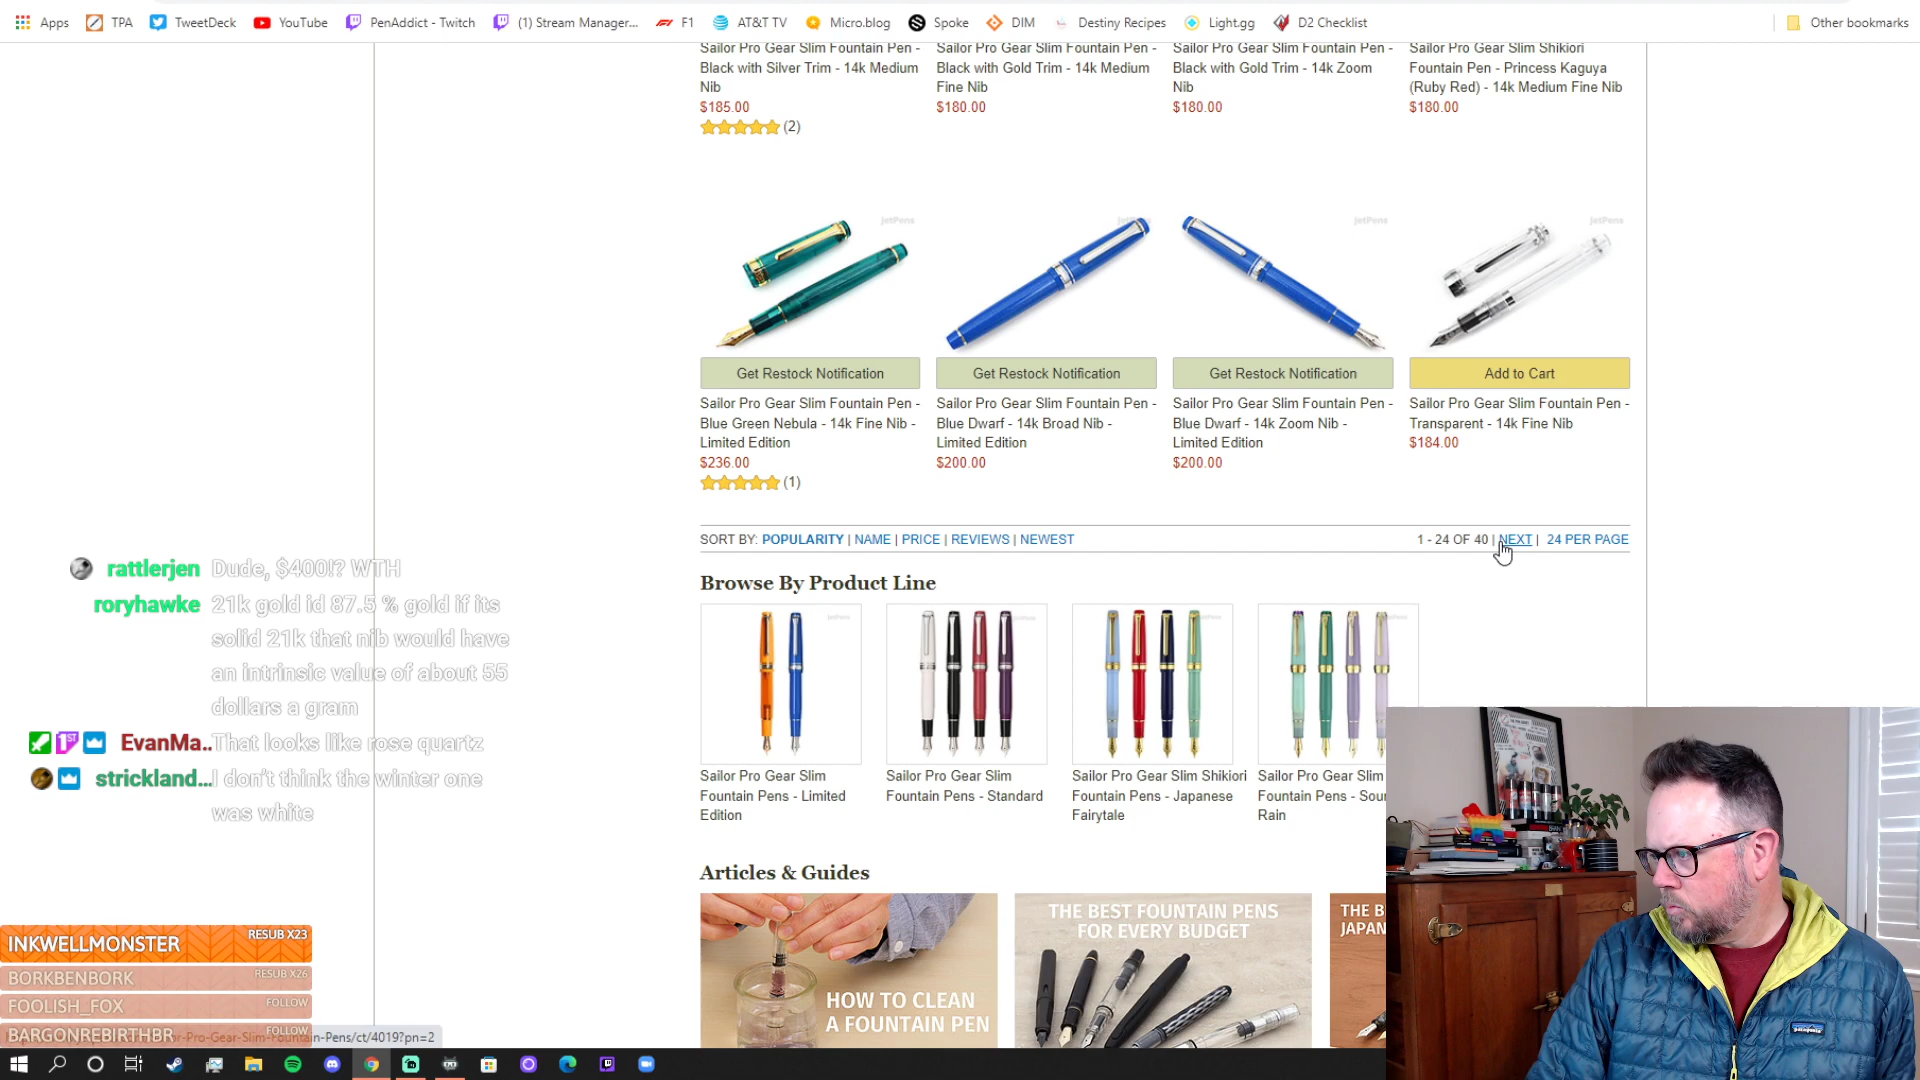 Apps TPA TweetDeck YouTube PenAddict - Twitch (1) Stream Manager... F1 AT&T TV Micro.blog Spoke DIM Destiny Recipes Light.gg D2 Checklist Other bookmarks
Sailor Pro Gear Slim Fountain Pen -
Black with Silver Trim - 14k Medium
Nib
$185.00
(2)
Sailor Pro Gear Slim Fountain Pen -
Black with Gold Trim - 14k Medium
Fine Nib
$180.00
Sailor Pro Gear Slim Fountain Pen -
Black with Gold Trim - 14k Zoom
Nib
$180.00
Sailor Pro Gear Slim Shikiori
Fountain Pen - Princess Kaguya
(Ruby Red) - 14k Medium Fine Nib
$180.00
jetPens
jetPens
jetPens
jetPens
Get Restock Notification
Sailor Pro Gear Slim Fountain Pen -
Blue Green Nebula - 14k Fine Nib -
Limited Edition
$236.00
(1)
Get Restock Notification
Sailor Pro Gear Slim Fountain Pen -
Blue Dwarf - 14k Broad Nib -
Limited Edition
$200.00
Get Restock Notification
Sailor Pro Gear Slim Fountain Pen -
Blue Dwarf - 14k Zoom Nib -
Limited Edition
$200.00
Add to Cart
Sailor Pro Gear Slim Fountain Pen -
Transparent - 14k Fine Nib
$184.00
SORT BY: POPULARITY | NAME | PRICE | REVIEWS | NEWEST
1 - 24 OF 40 | NEXT | 24 PER PAGE
Browse By Product Line
Sailor Pro Gear Slim
Fountain Pens - Limited
Edition
Sailor Pro Gear Slim
Fountain Pens - Standard
Sailor Pro Gear Slim Shikiori
Fountain Pens - Japanese
Fairytale
Sailor Pro Gear Slim
Fountain Pens - Soun
Rain
Articles & Guides
HOW TO CLEAN
A FOUNTAIN PEN
THE BEST FOUNTAIN PENS
FOR EVERY BUDGET
THE B
JAPAN
rattlerjen Dude, $400!? WTH
roryhawke 21k gold id 87.5 % gold if its
solid 21k that nib would have
an intrinsic value of about 55
dollars a gram
EvanMa.. That looks like rose quartz
strickland... I don't think the winter one
was white
INKWELLMONSTER RESUB X23
BORKBENBORK RESUB X26
FOOLISH_FOX FOLLOW
BARGONREBIRTHBR FOLLOW
or-Pro-Gear-Slim-Fountain-Pens/ct/4019?pn=2
patagonia